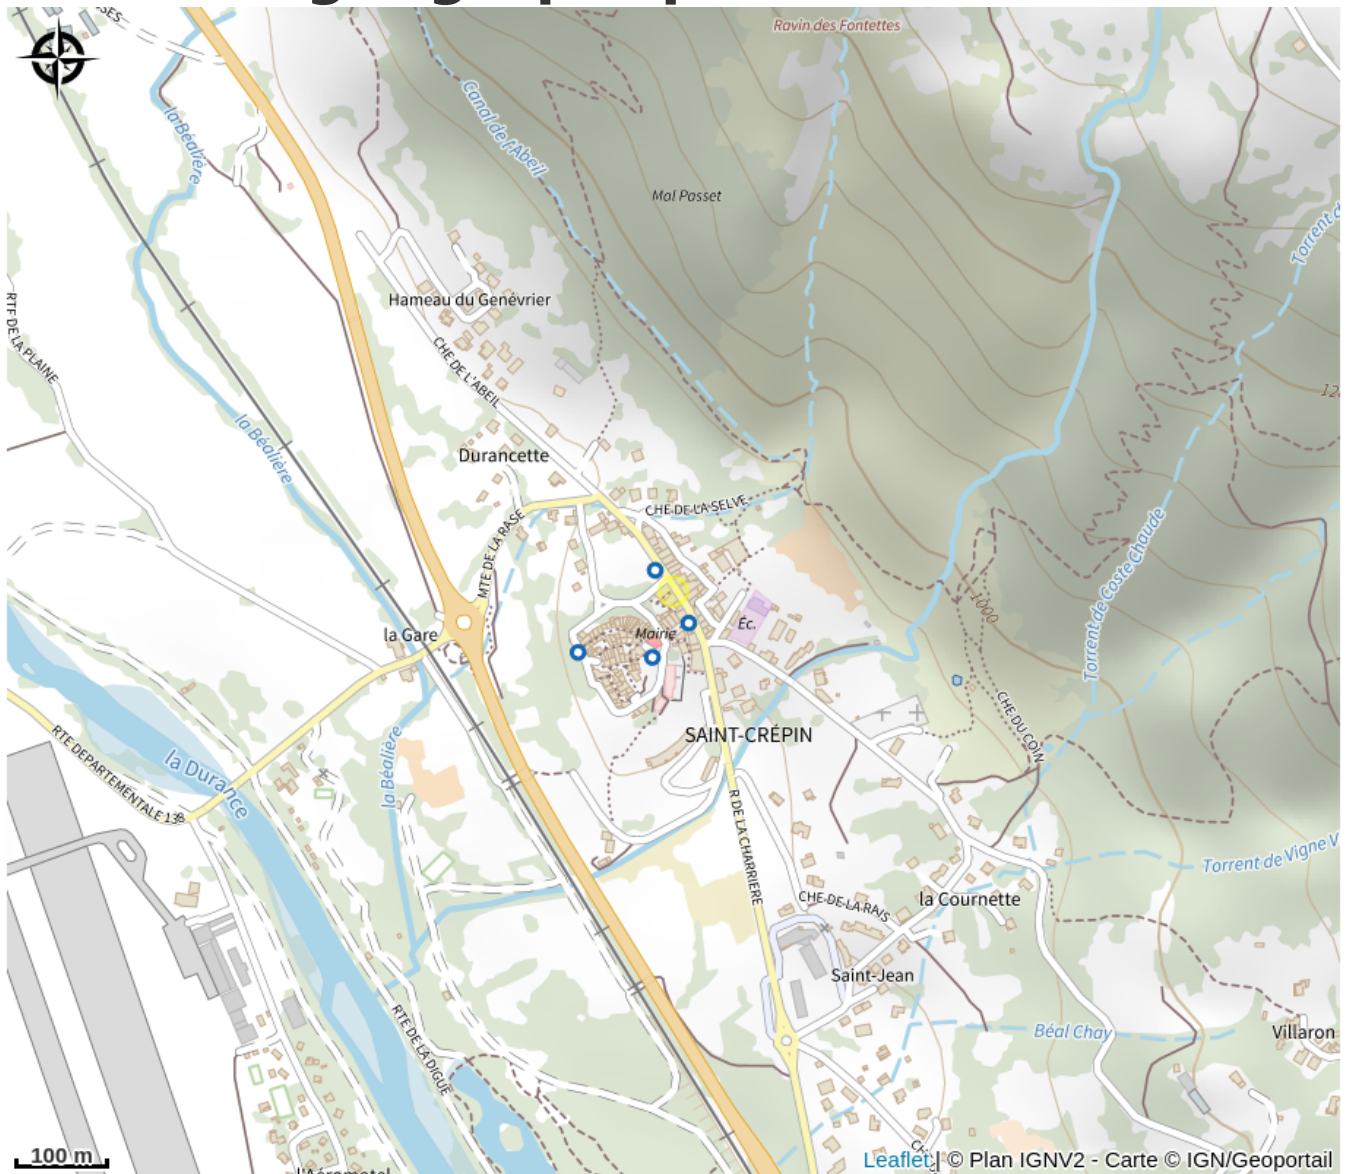 Ravin des Fontettes
Canal de l'Abeil
la Béalière
Mal Passet
Hameau du Genévrier
RTE DE LA PLAINE
CHE DE L'ABEIL
la Béalière
Durancette
CHE DE LA SELVE
MTE DE LA RASE
Torrent de Coste Chaude
1000
la Gare
Mairie
Éc.
CHE DU COIN
SAINT-CRÉPIN
RTE DEPARTEMENTALE 138
la Durance
la Béalière
R DE LA CHARRIERE
CHE DE LA RAIS
la Cournette
Torrent de Vigne V
Saint-Jean
RTE DE LA DIGUE
Béal Chay
Villaron
100 m
Leaflet | © Plan IGNV2 - Carte © IGN/Geoportail